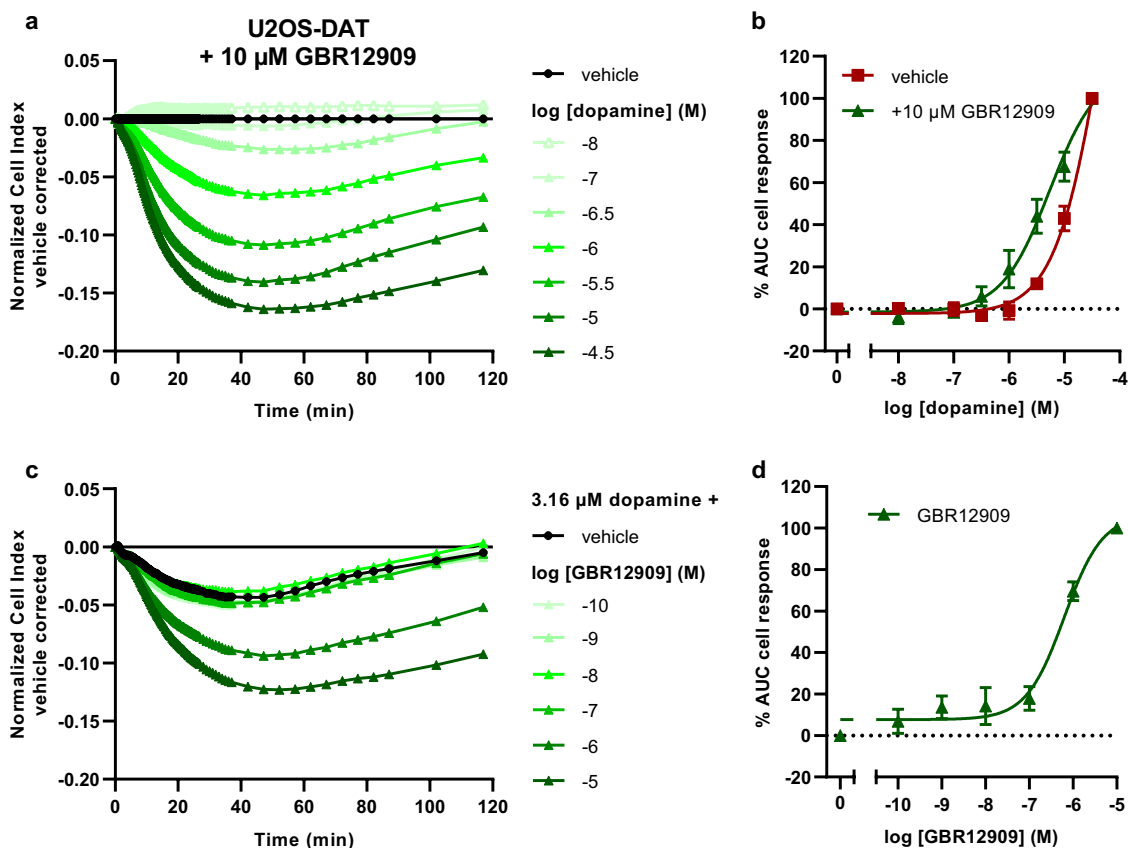 a
U2OS-DAT
+ 10 µM GBR12909
Normalized Cell Index
vehicle corrected
0.05
0.00
-0.05
-0.10
-0.15
-0.20
0 20 40 60 80 100 120
Time (min)
vehicle
log [dopamine] (M)
-8
-7
-6.5
-6
-5.5
-5
-4.5
b
% AUC cell response
120
100
80
60
40
20
0
-20
vehicle
+10 µM GBR12909
0 -8 -7 -6 -5 -4
log [dopamine] (M)
c
Normalized Cell Index
vehicle corrected
0.05
0.00
-0.05
-0.10
-0.15
-0.20
0 20 40 60 80 100 120
Time (min)
3.16 µM dopamine +
vehicle
log [GBR12909] (M)
-10
-9
-8
-7
-6
-5
d
% AUC cell response
120
100
80
60
40
20
0
-20
GBR12909
0 -10 -9 -8 -7 -6 -5
log [GBR12909] (M)